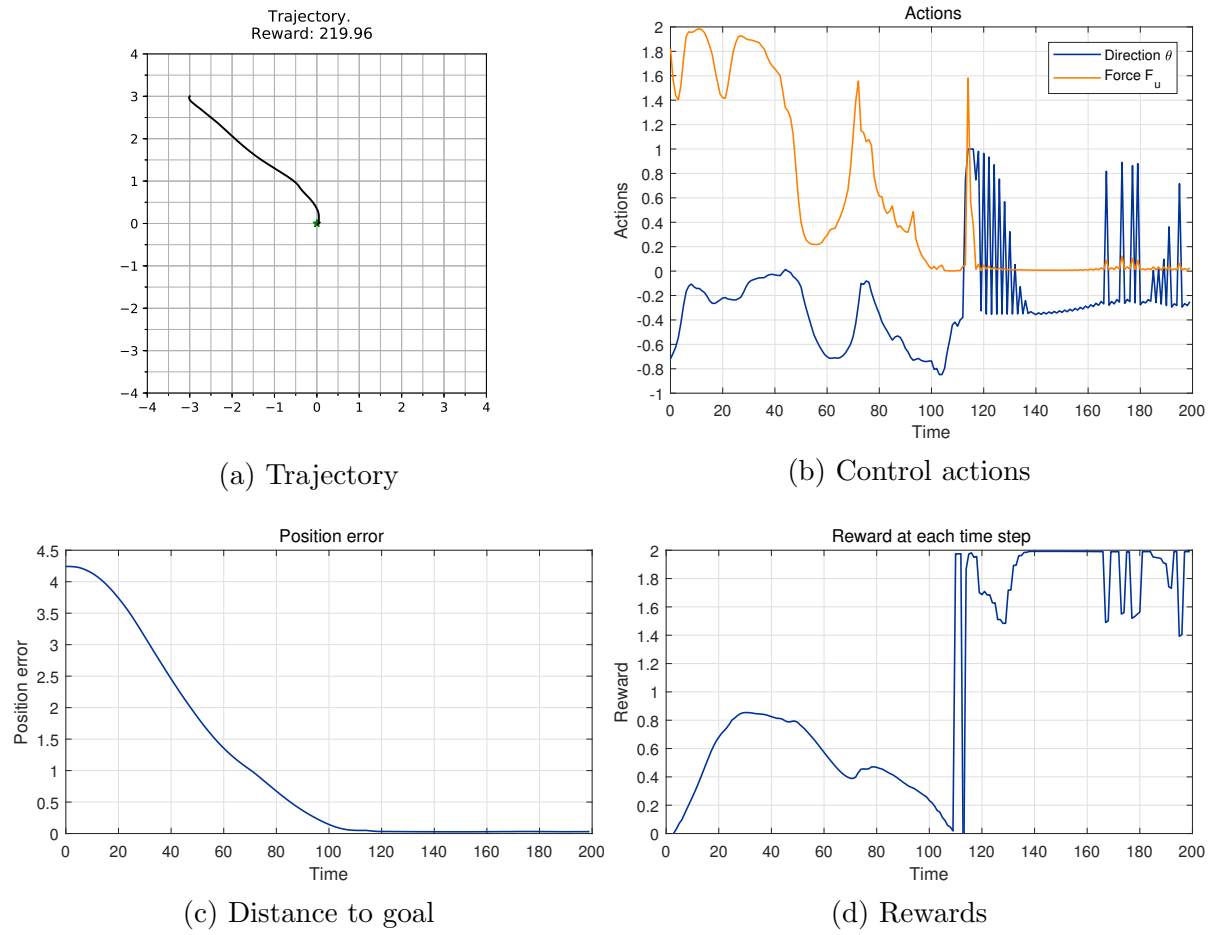 Trajectory.
Reward: 219.96
4
3
2
1
0
−1
−2
−3
−4
−4 −3 −2 −1 0 1 2 3 4
(a) Trajectory
Actions
2
1.8
1.6
1.4
1.2
1
0.8
0.6
0.4
0.2
0
-0.2
-0.4
-0.6
-0.8
-1
Actions
Direction θ
Force F_u
0 20 40 60 80 100 120 140 160 180 200
Time
(b) Control actions
Position error
4.5
4
3.5
3
2.5
2
1.5
1
0.5
0
Position error
0 20 40 60 80 100 120 140 160 180 200
Time
(c) Distance to goal
Reward at each time step
2
1.8
1.6
1.4
1.2
1
0.8
0.6
0.4
0.2
0
Reward
0 20 40 60 80 100 120 140 160 180 200
Time
(d) Rewards